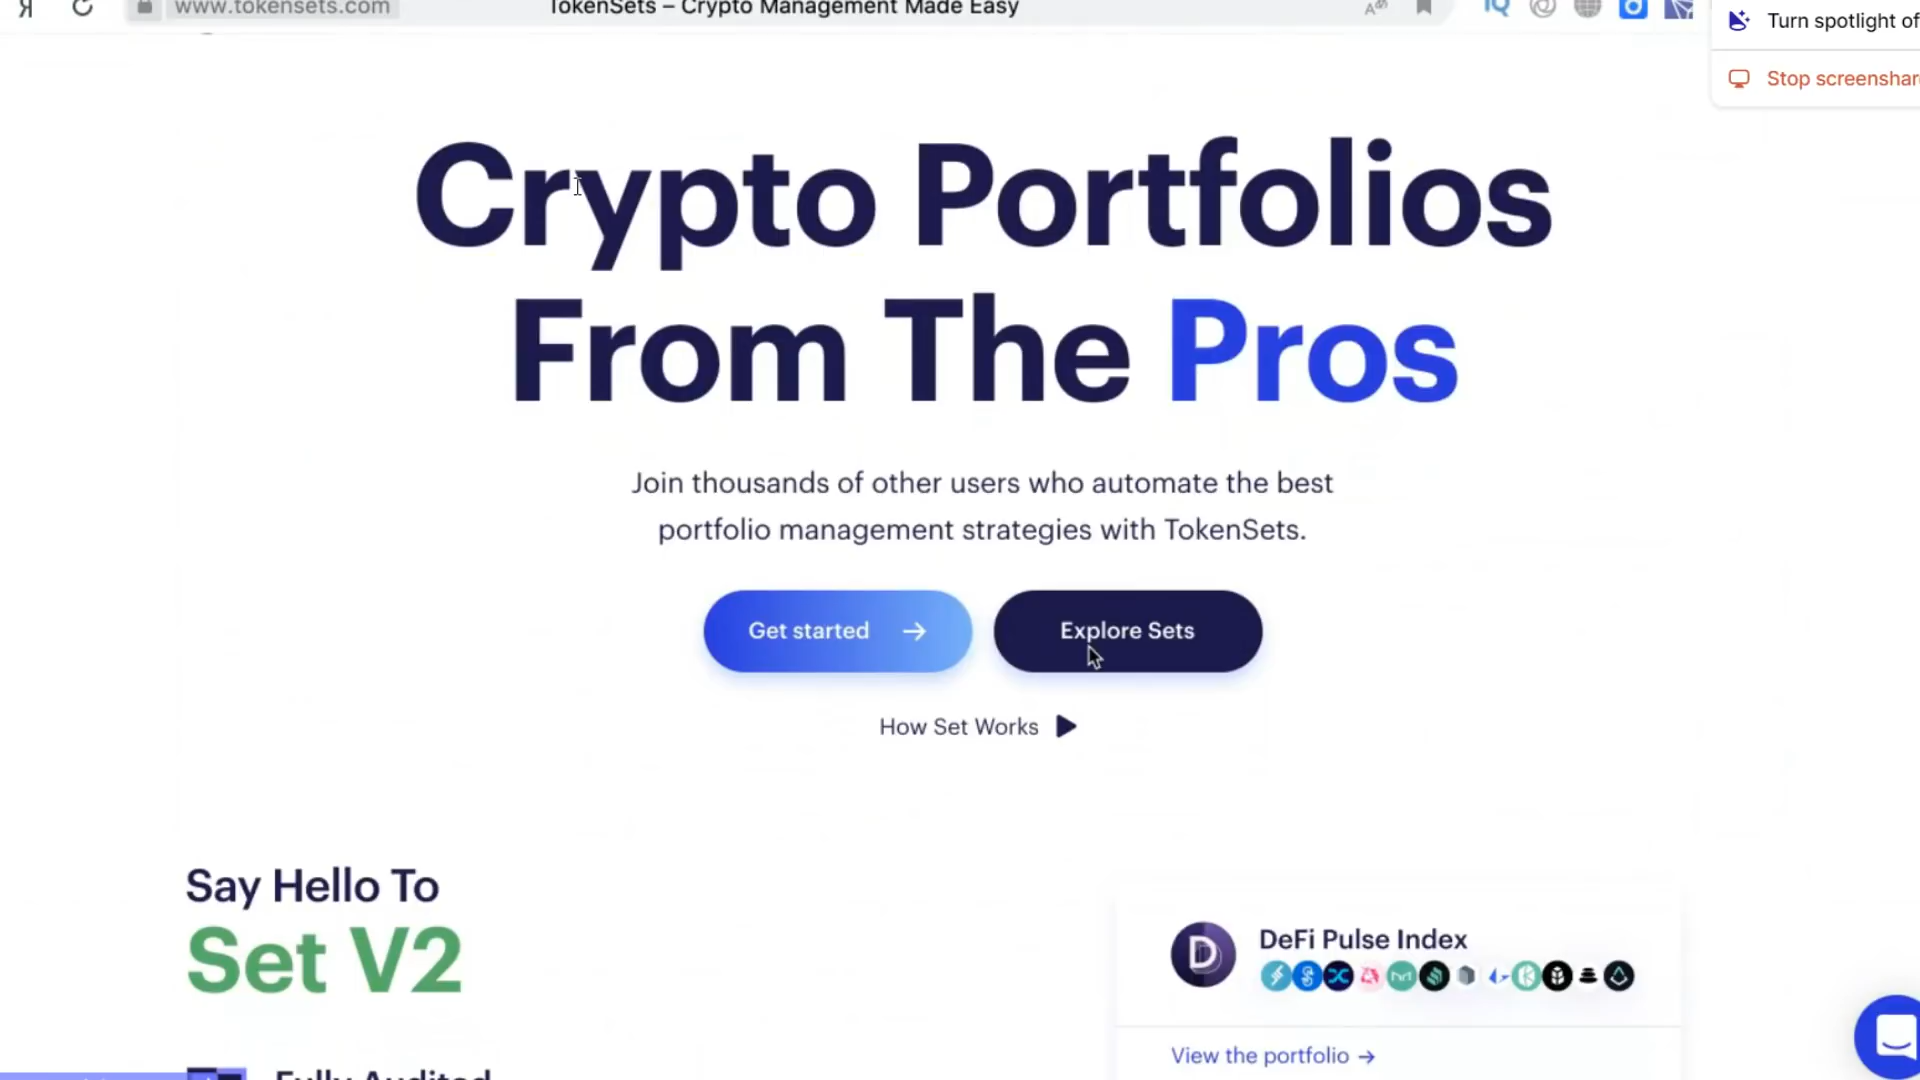 Я
www.tokensets.com
TokenSets – Crypto Management Made Easy
Turn spotlight of
Stop screenshar
Crypto Portfolios
From The Pros
Join thousands of other users who automate the best
portfolio management strategies with TokenSets.
Get started →
Explore Sets
How Set Works
Say Hello To
Set V2
DeFi Pulse Index
View the portfolio →
Fully Audited